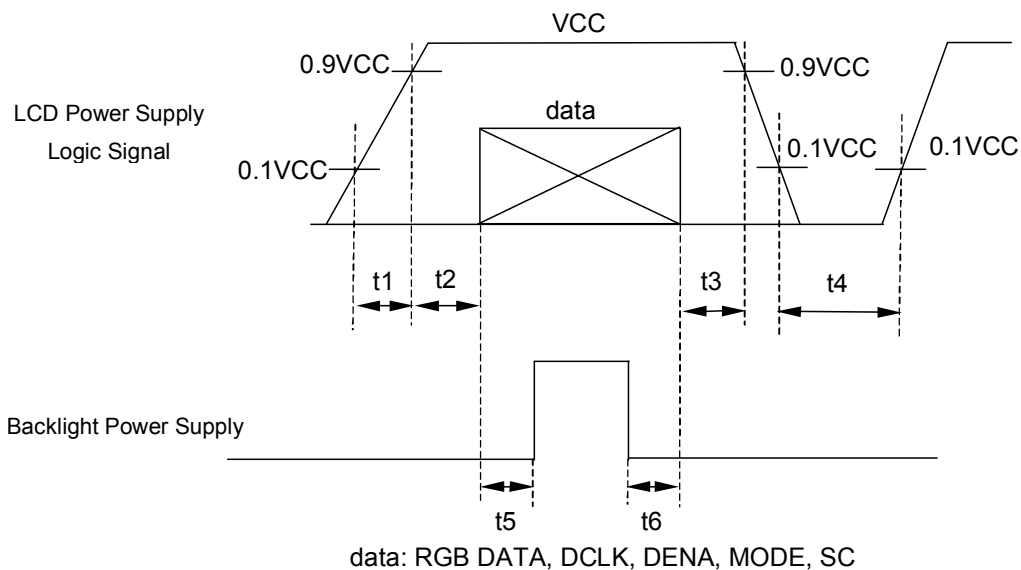 VCC
0.9VCC
0.9VCC
LCD Power Supply
Logic Signal
data
0.1VCC
0.1VCC
0.1VCC
t1
t2
t3
t4
Backlight Power Supply
t5
t6
data: RGB DATA, DCLK, DENA, MODE, SC